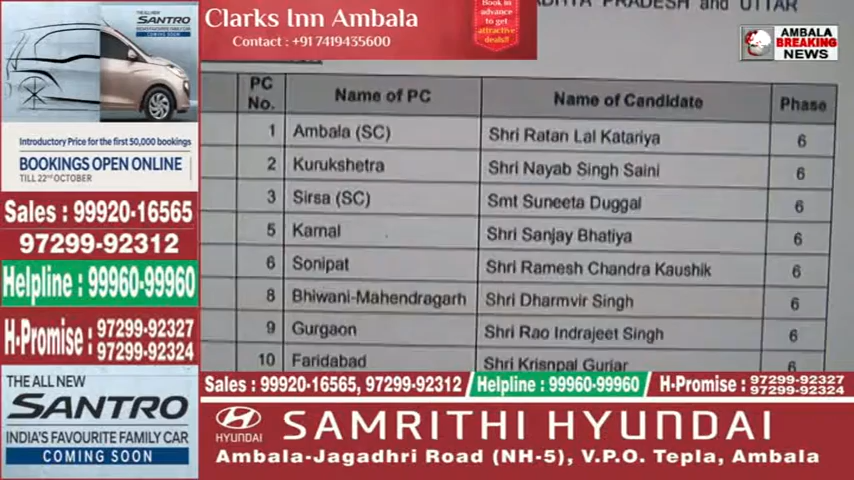 THE ALL NEW
SANTRO
INDIA'S FAVOURITE FAMILY CAR
COMING SOON
Introductory Price for the first 50,000 bookings
BOOKINGS OPEN ONLINE
TILL 22ND OCTOBER
Sales : 99920-16565
97299-92312
Helpline : 99960-99960
H-Promise : 97299-92327
97299-92324
THE ALL NEW
SANTRO
INDIA'S FAVOURITE FAMILY CAR
COMING SOON
Clarks Inn Ambala
Contact : +91 7419435600
Book in
advance
to get
attractive
deals!!
PRADESH and UTTAR
AMBALA
BREAKING
NEWS
PC No. Name of PC Name of Candidate Phase
1 Ambala (SC) Shri Ratan Lal Katariya 6
2 Kurukshetra Shri Nayab Singh Saini 6
3 Sirsa (SC) Smt Suneeta Duggal 6
5 Karnal Shri Sanjay Bhatiya 6
6 Sonipat Shri Ramesh Chandra Kaushik 6
8 Bhiwani-Mahendragarh Shri Dharmvir Singh 6
9 Gurgaon Shri Rao Indrajeet Singh 6
10 Faridabad Shri Krisnpal Gurjar 6
Sales : 99920-16565, 97299-92312 Helpline : 99960-99960 H-Promise : 97299-92327
97299-92324
HYUNDAI SAMRITHI HYUNDAI
Ambala-Jagadhri Road (NH-5), V.P.O. Tepla, Ambala